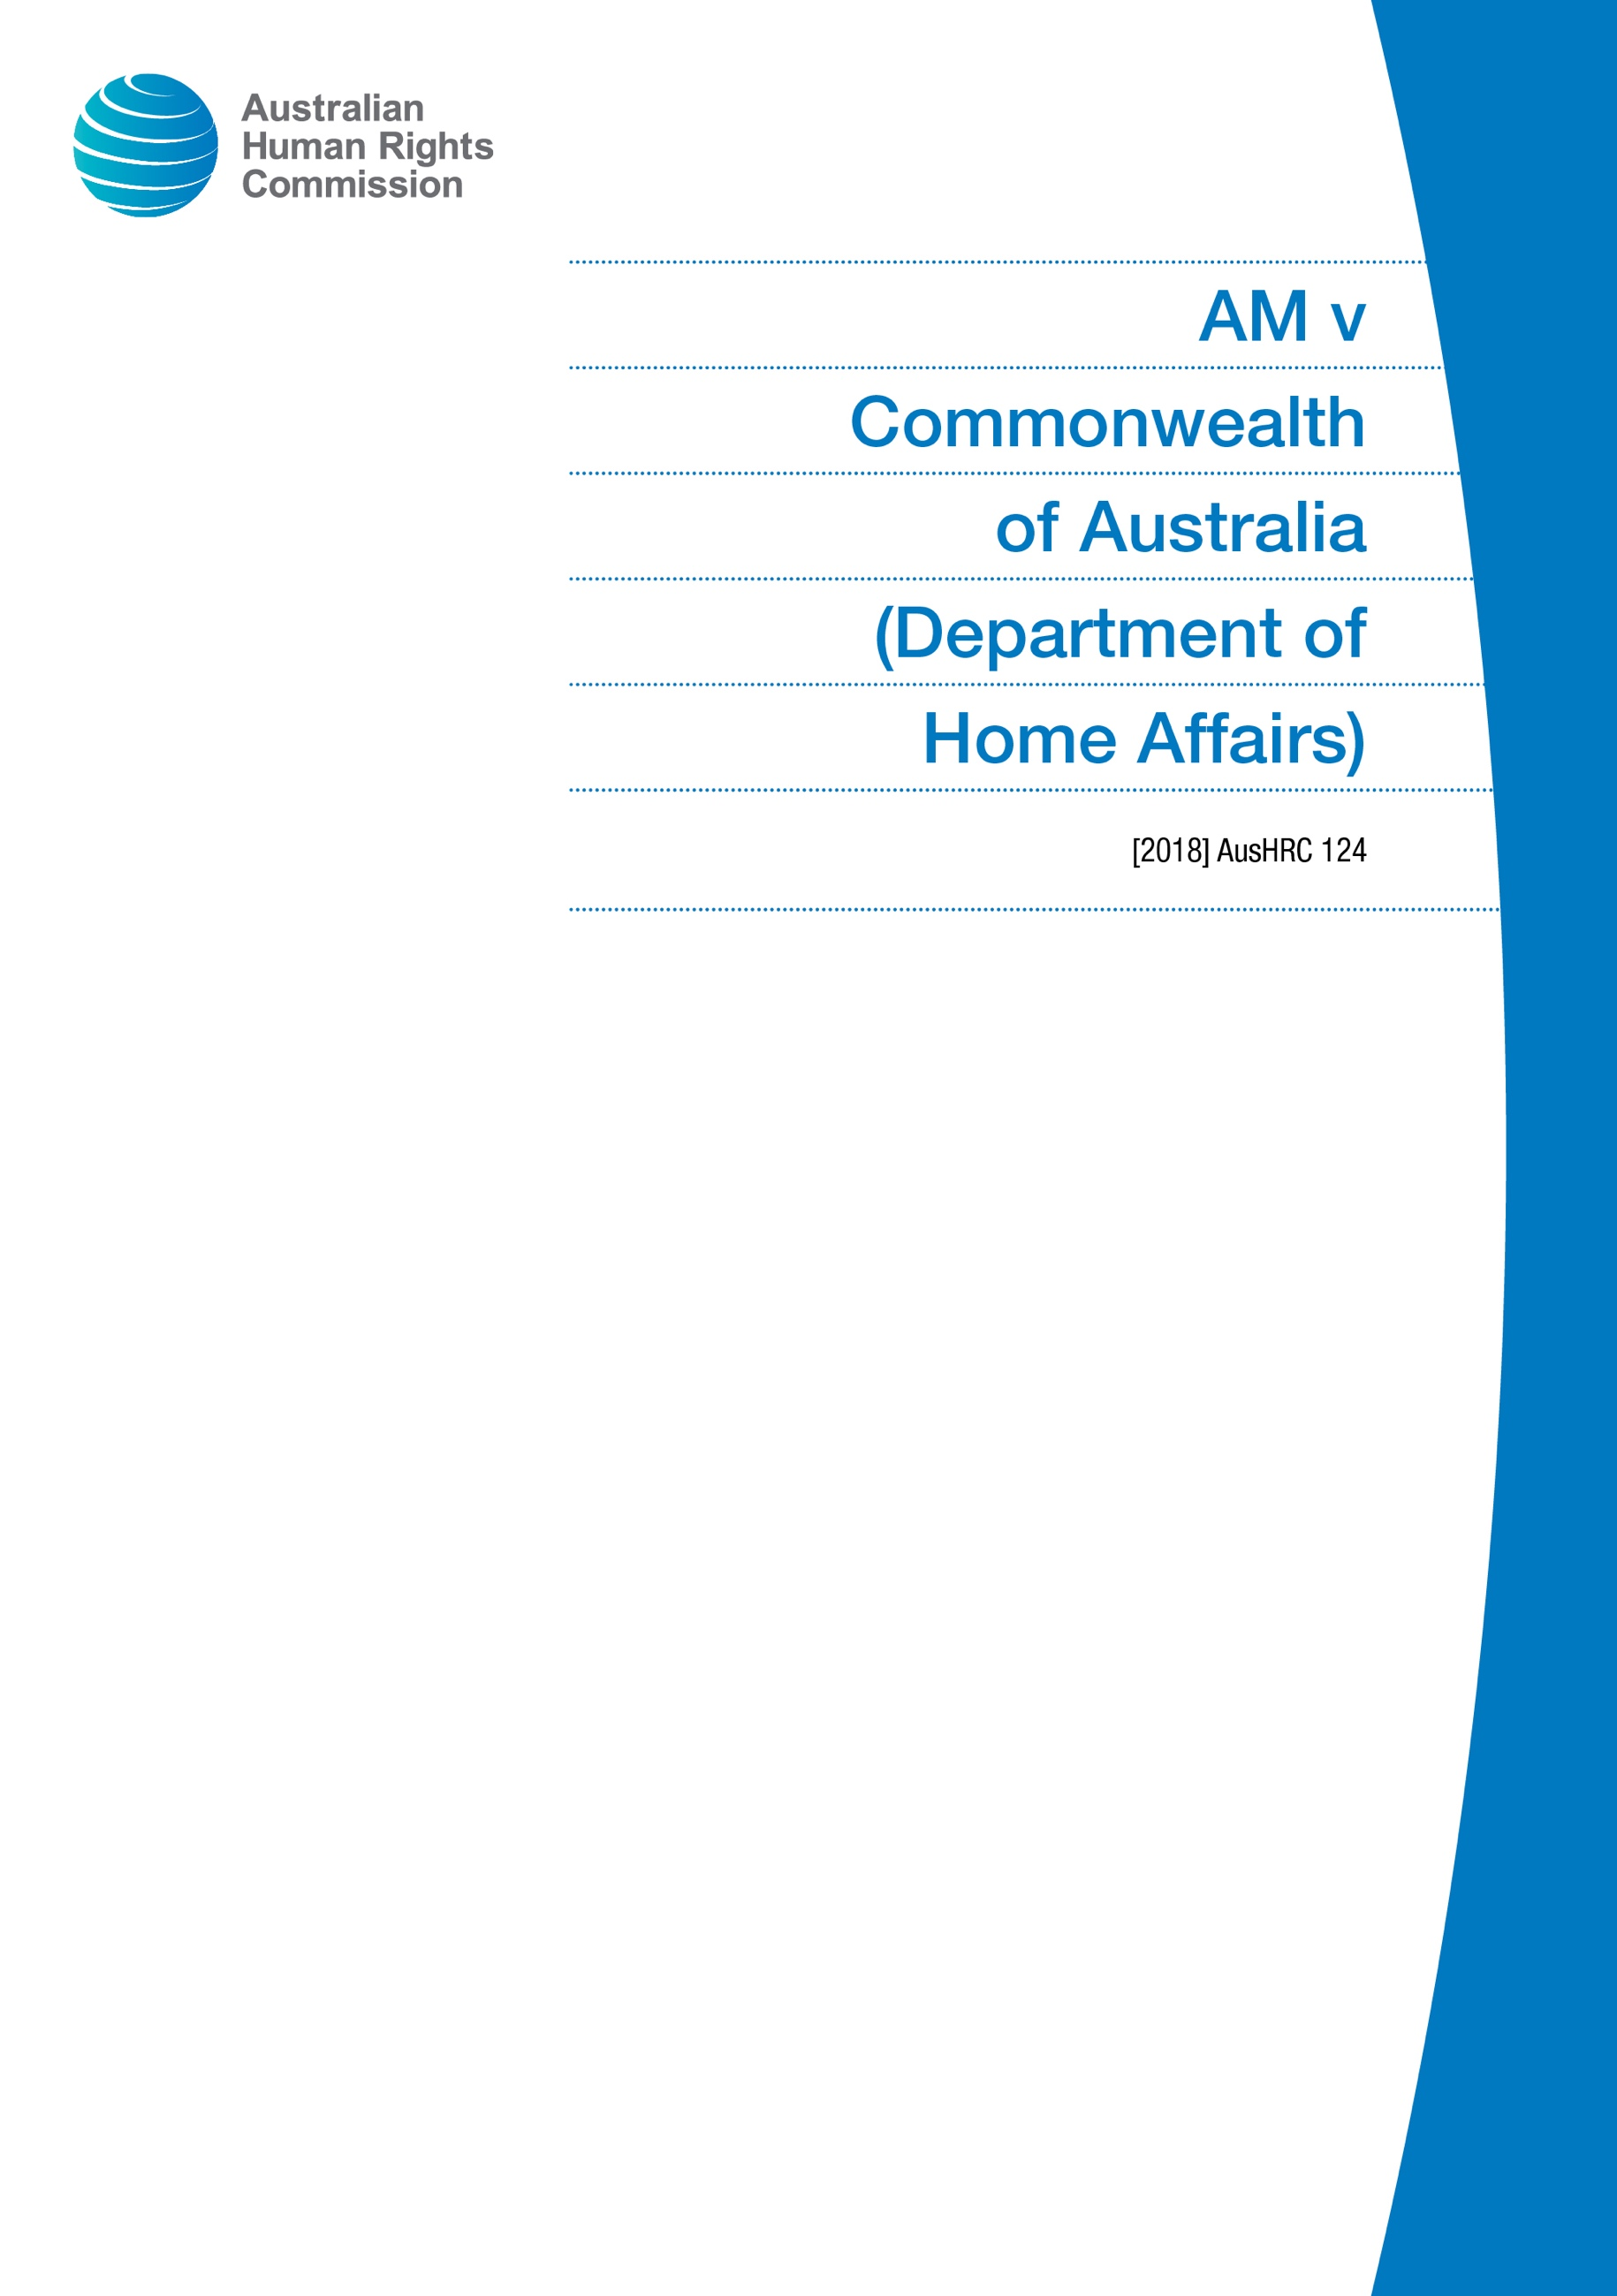 Australian
Human Rights
Commission
AM v
Commonwealth
of Australia
(Department of
Home Affairs)
[2018] AusHRC 124